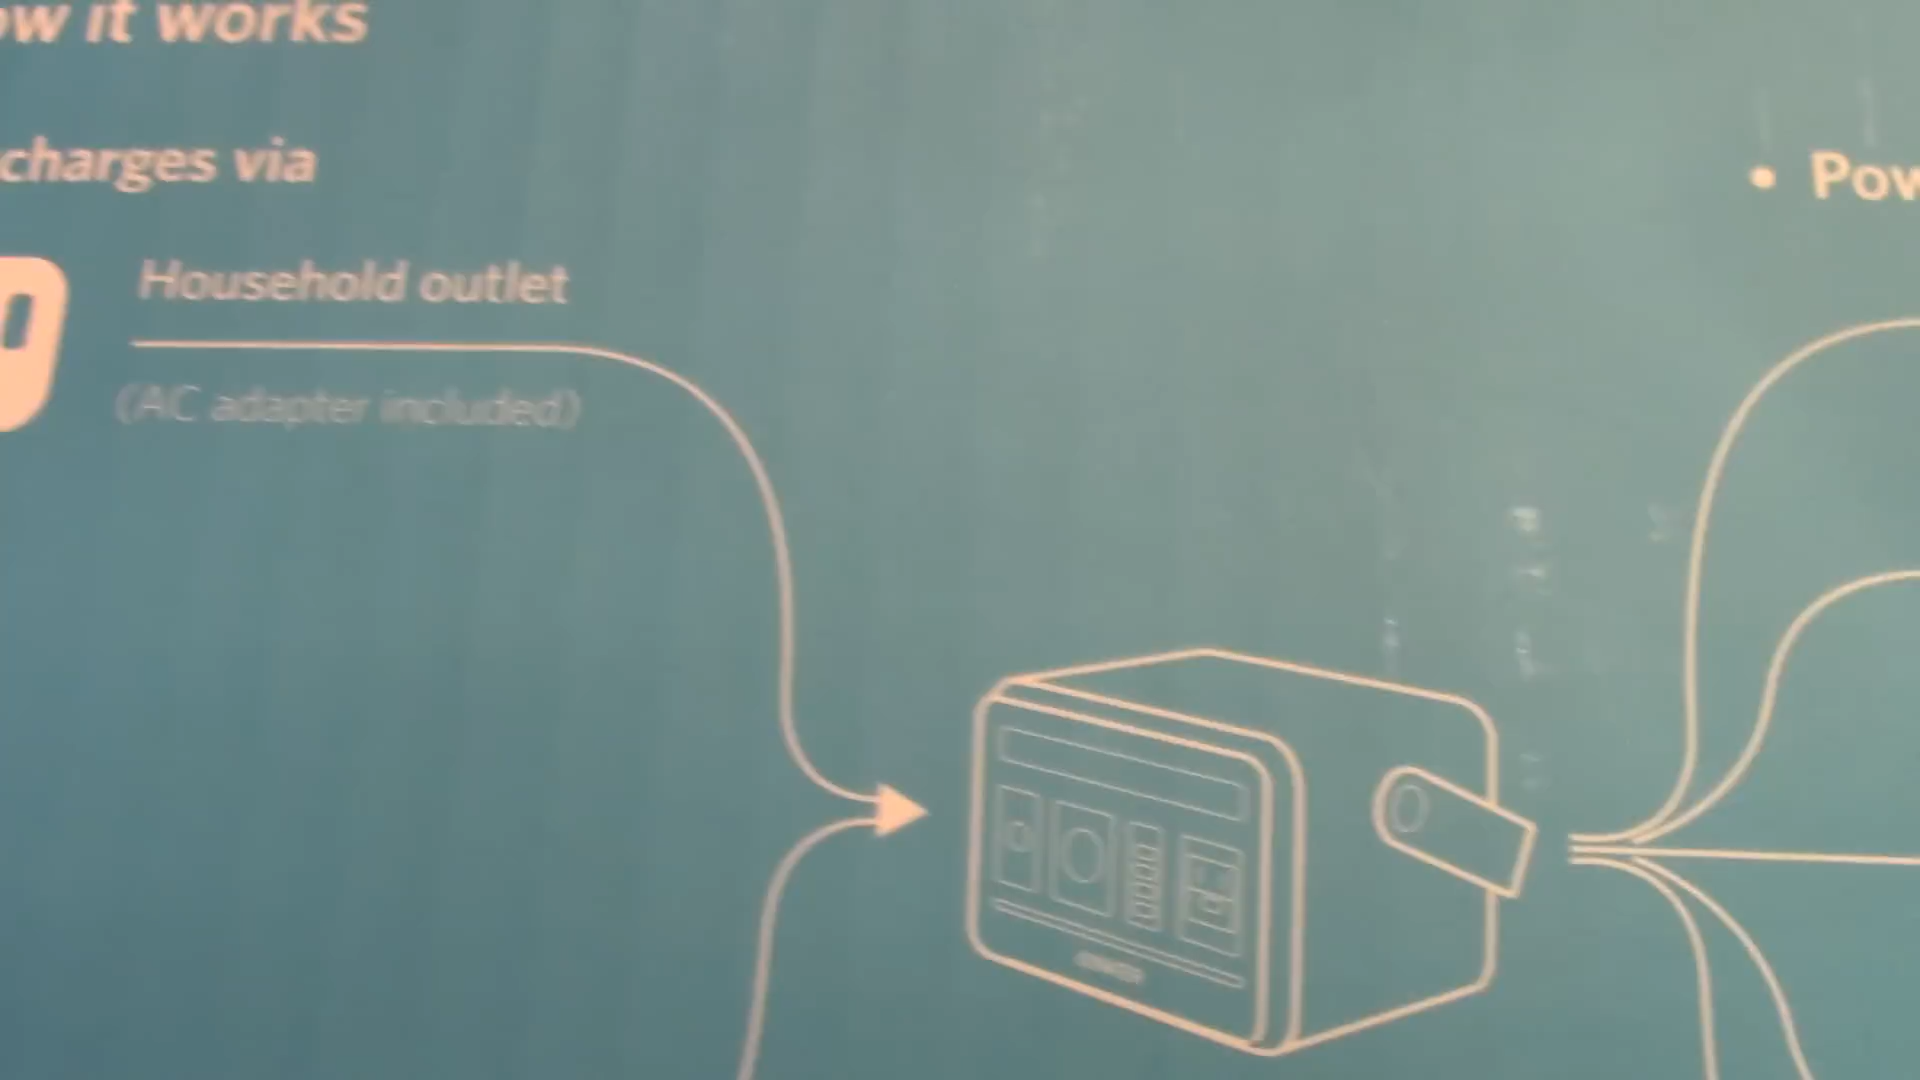 ow it works
charges via
Pow
Household outlet
(AC adapter included)